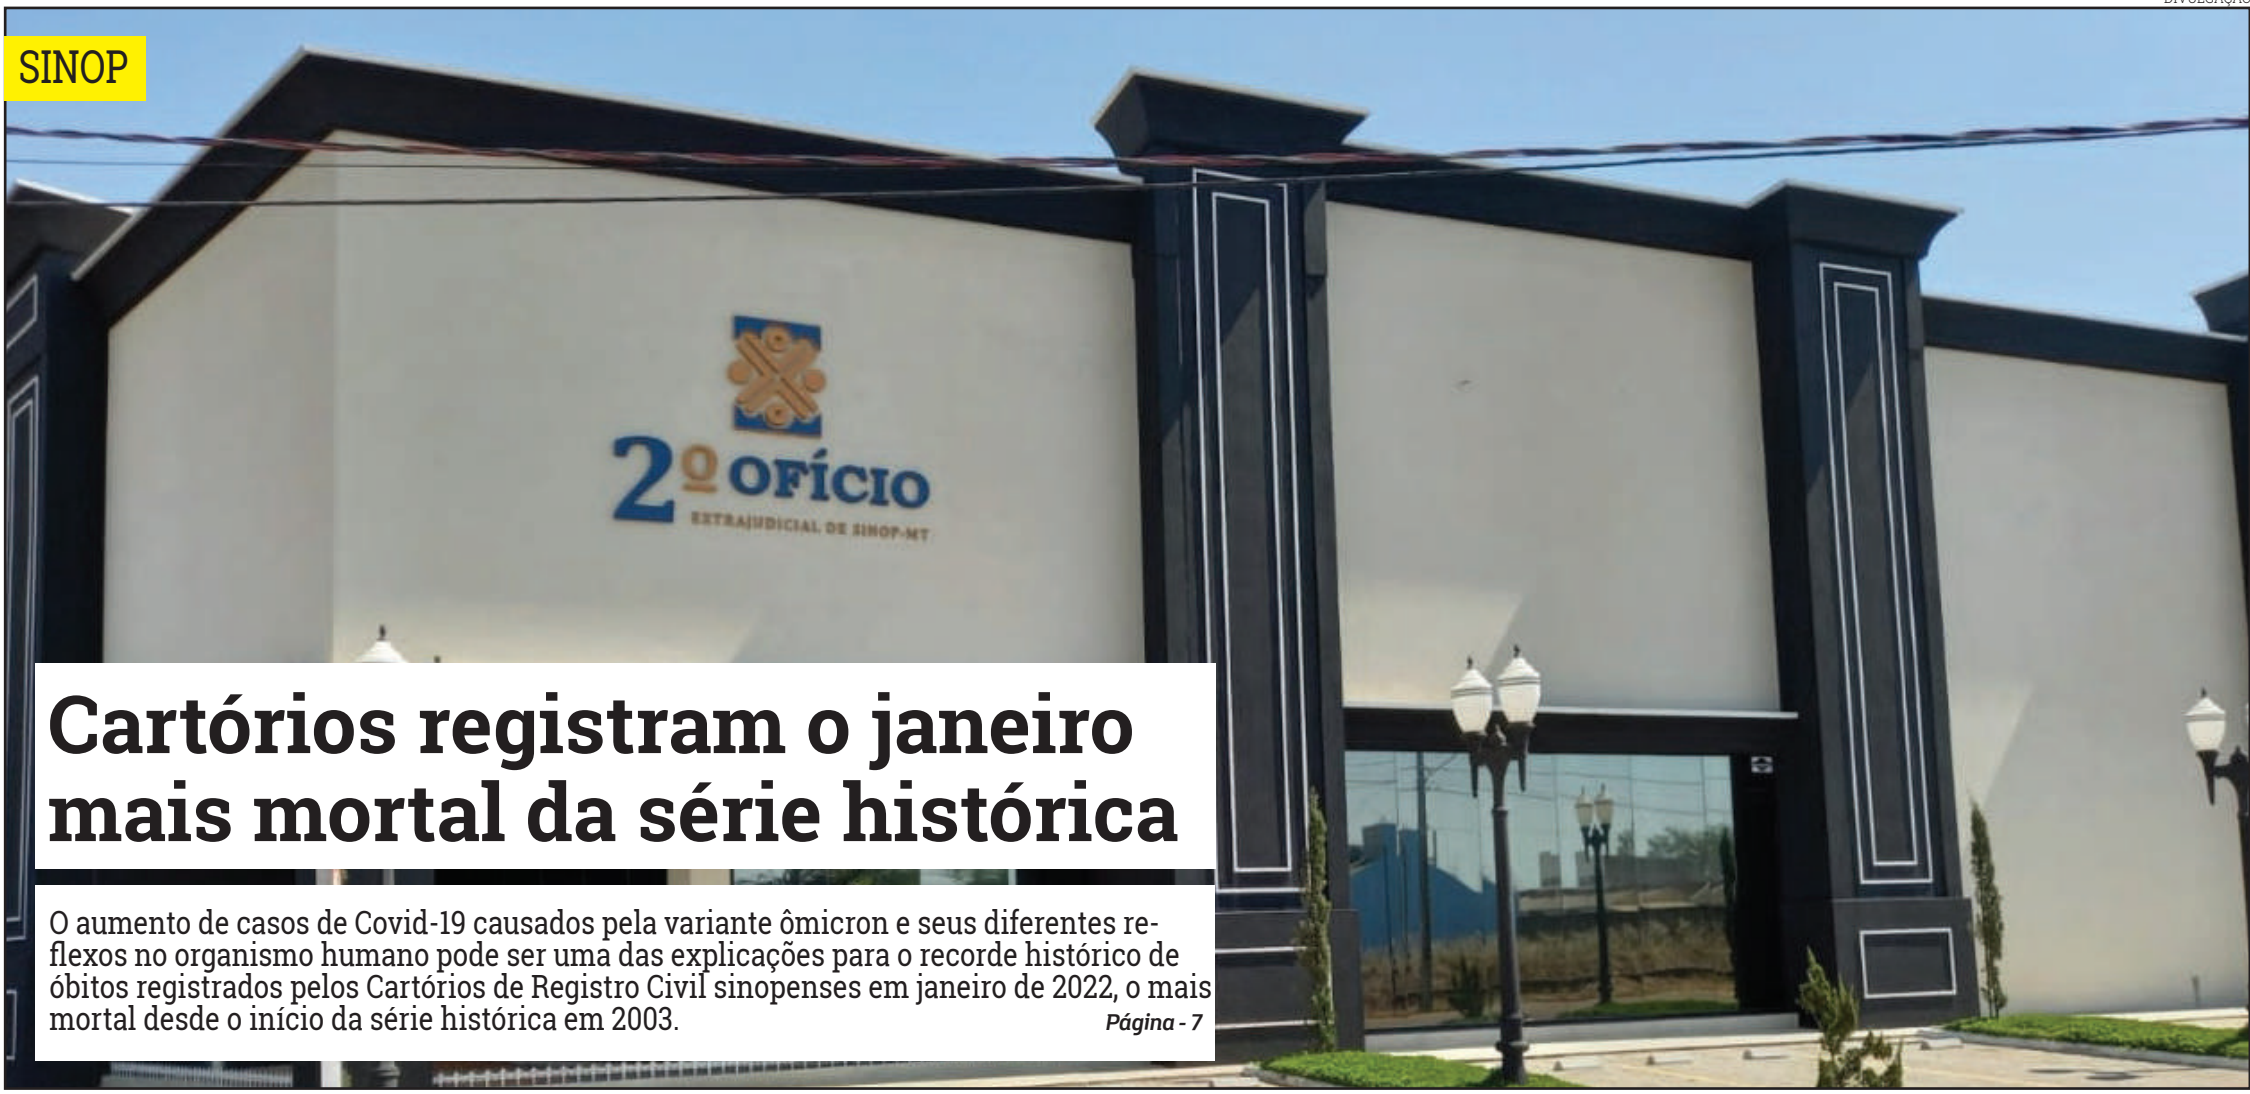 DIVULGAÇÃO
SINOP
2º OFÍCIO
EXTRAJUDICIAL DE SINOP-MT
Cartórios registram o janeiro
mais mortal da série histórica
O aumento de casos de Covid-19 causados pela variante ômicron e seus diferentes re-
flexos no organismo humano pode ser uma das explicações para o recorde histórico de
óbitos registrados pelos Cartórios de Registro Civil sinopenses em janeiro de 2022, o mais
mortal desde o início da série histórica em 2003.
Página - 7